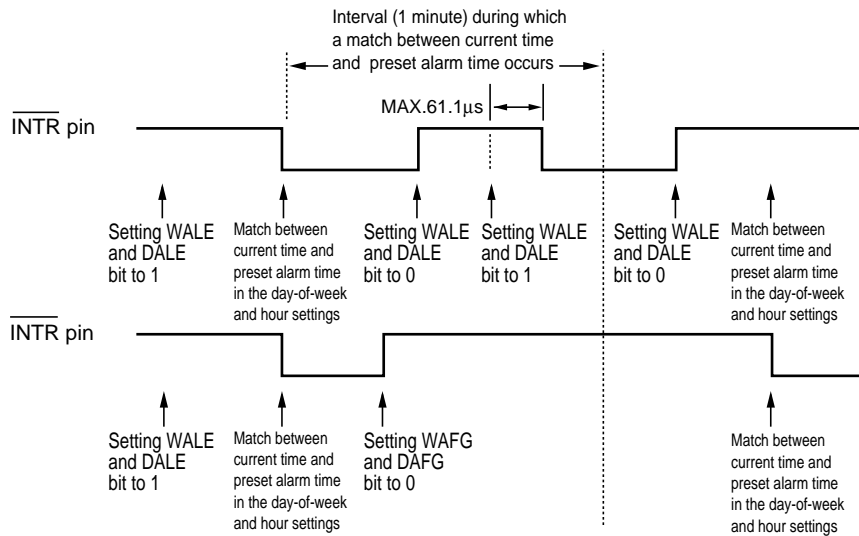 Interval (1 minute) during which
a match between current time
and preset alarm time occurs
MAX.61.1µs
INTR pin
Setting WALE
and DALE
bit to 1
Match between
current time and
preset alarm time
in the day-of-week
and hour settings
Setting WALE
and DALE
bit to 0
Setting WALE
and DALE
bit to 1
Setting WALE
and DALE
bit to 0
Match between
current time and
preset alarm time
in the day-of-week
and hour settings
INTR pin
Setting WALE
and DALE
bit to 1
Match between
current time and
preset alarm time
in the day-of-week
and hour settings
Setting WAFG
and DAFG
bit to 0
Match between
current time and
preset alarm time
in the day-of-week
and hour settings